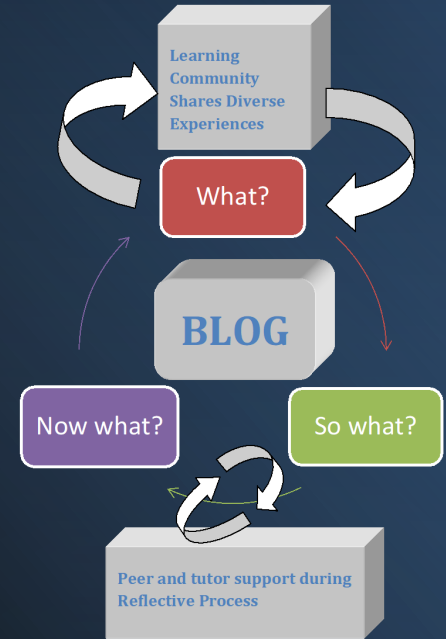 Learning
Community
Shares Diverse
Experiences
What?
BLOG
Now what?
So what?
Peer and tutor support during
Reflective Process